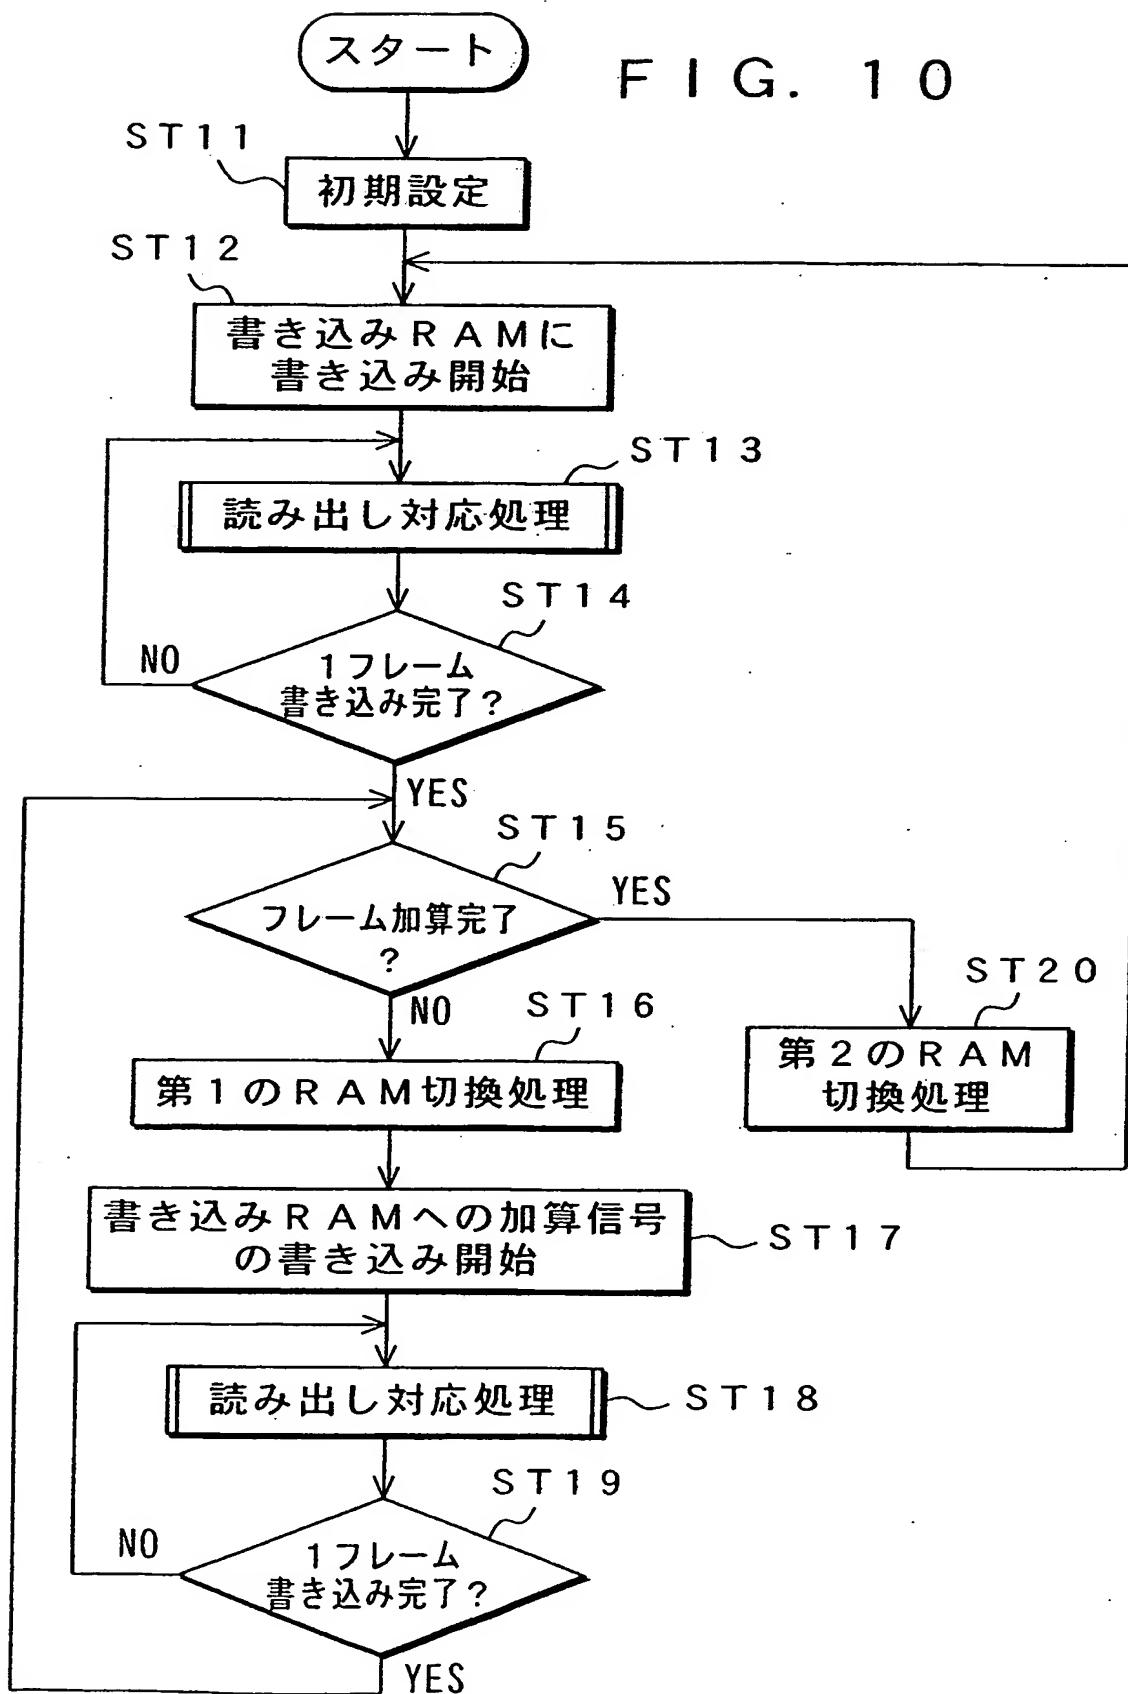 スタート
FIG. 10
ST11
初期設定
ST12
書き込みRAMに
書き込み開始
ST13
読み出し対応処理
ST14
1フレーム
書き込み完了?
NO
YES
ST15
フレーム加算完了
?
YES
NO
ST16
第1のRAM切換処理
ST20
第2のRAM
切換処理
書き込みRAMへの加算信号
の書き込み開始
ST17
読み出し対応処理
ST18
ST19
1フレーム
書き込み完了?
NO
YES